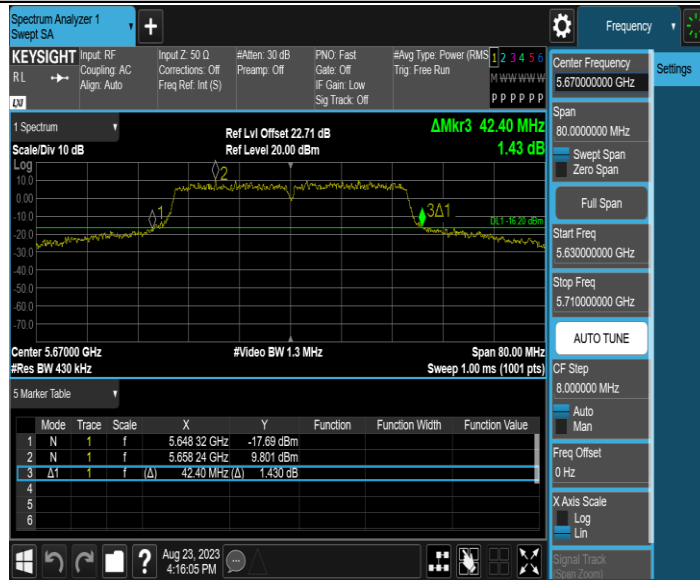 Spectrum Analyzer 1
Swept SA
+
Frequency
KEYSIGHT
RL
LXI
Input: RF
Coupling: AC
Align: Auto
Input Z: 50 Ω
Corrections: Off
Freq Ref: Int (S)
#Atten: 30 dB
Preamp: Off
PNO: Fast
Gate: Off
IF Gain: Low
Sig Track: Off
#Avg Type: Power (RMS
Trig: Free Run
1 2 3 4 5 6
M W W W W W
P P P P P P
1 Spectrum
Scale/Div 10 dB
Ref Lvl Offset 22.71 dB
Ref Level 20.00 dBm
ΔMkr3 42.40 MHz
1.43 dB
Log
10.0
0.00
-10.0
-20.0
-30.0
-40.0
-50.0
-60.0
-70.0
2
1
3Δ1
DL1 -16.20 dBm
Center 5.67000 GHz
#Video BW 1.3 MHz
Span 80.00 MHz
#Res BW 430 kHz
Sweep 1.00 ms (1001 pts)
5 Marker Table
Mode Trace Scale X Y Function Function Width Function Value
1 N 1 f 5.648 32 GHz -17.69 dBm
2 N 1 f 5.658 24 GHz 9.801 dBm
3 Δ1 1 f (Δ) 42.40 MHz (Δ) 1.430 dB
4
5
6
Aug 23, 2023
4:16:05 PM
?
Center Frequency
5.670000000 GHz
Settings
Span
80.0000000 MHz
Swept Span
Zero Span
Full Span
Start Freq
5.630000000 GHz
Stop Freq
5.710000000 GHz
AUTO TUNE
CF Step
8.000000 MHz
Auto
Man
Freq Offset
0 Hz
X Axis Scale
Log
Lin
Signal Track
(Span Zoom)